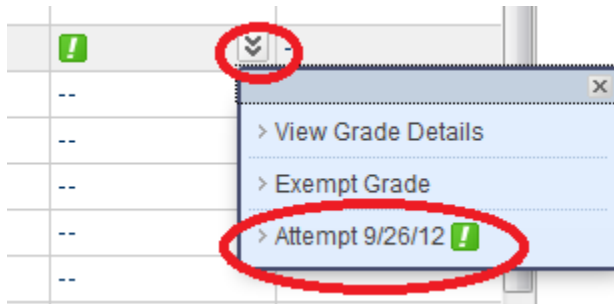 ! -
--
> View Grade Details
--
> Exempt Grade
--
> Attempt 9/26/12 !
--
--